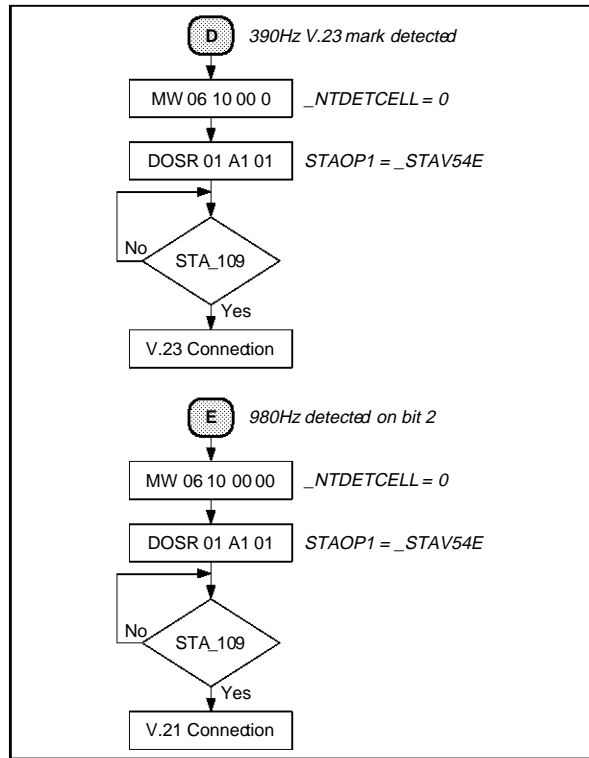 D 390Hz V.23 mark detected
MW 06 10 00 0 _NTDETCELL = 0
DOSR 01 A1 01 STAOP1 = _STAV54E
No
STA_109
Yes
V.23 Connection
E 980Hz detected on bit 2
MW 06 10 00 00 _NTDETCELL = 0
DOSR 01 A1 01 STAOP1 = _STAV54E
No
STA_109
Yes
V.21 Connection